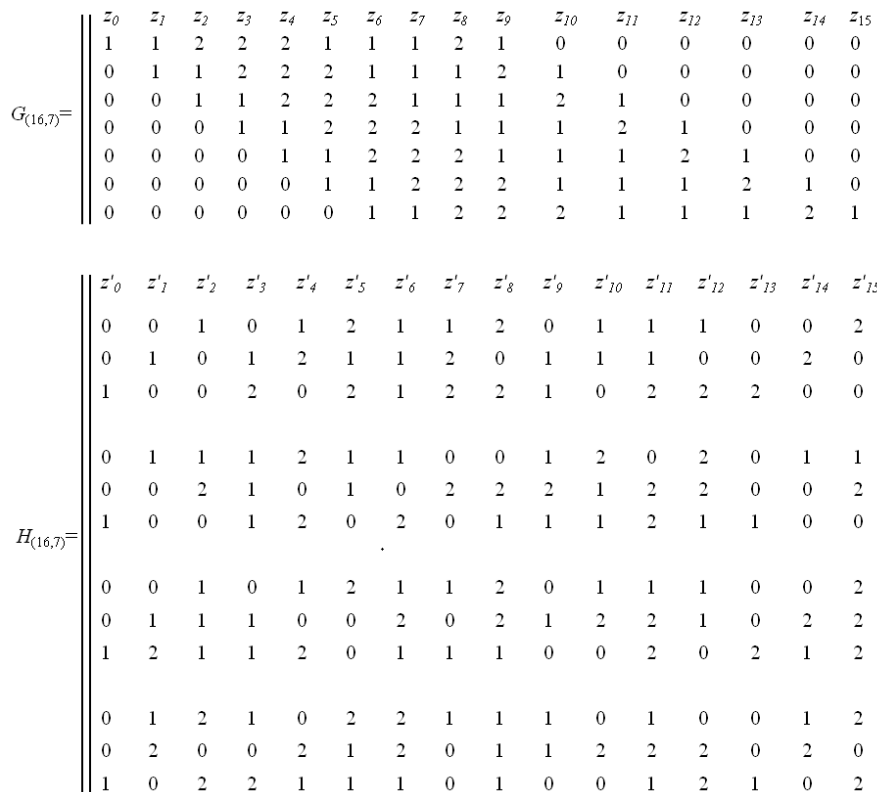 z0 z1 z2 z3 z4 z5 z6 z7 z8 z9 z10 z11 z12 z13 z14 z15
1 1 2 2 2 1 1 1 2 1 0 0 0 0 0 0
0 1 1 2 2 2 1 1 1 2 1 0 0 0 0 0
0 0 1 1 2 2 2 1 1 1 2 1 0 0 0 0
G(16,7)=
0 0 0 1 1 2 2 2 1 1 1 2 1 0 0 0
0 0 0 0 1 1 2 2 2 1 1 1 2 1 0 0
0 0 0 0 0 1 1 2 2 2 1 1 1 2 1 0
0 0 0 0 0 0 1 1 2 2 2 1 1 1 2 1
z'0 z'1 z'2 z'3 z'4 z'5 z'6 z'7 z'8 z'9 z'10 z'11 z'12 z'13 z'14 z'15
0 0 1 0 1 2 1 1 2 0 1 1 1 0 0 2
0 1 0 1 2 1 1 2 0 1 1 1 0 0 2 0
1 0 0 2 0 2 1 2 2 1 0 2 2 2 0 0
0 1 1 1 2 1 1 0 0 1 2 0 2 0 1 1
0 0 2 1 0 1 0 2 2 2 1 2 2 0 0 2
1 0 0 1 2 0 2 0 1 1 1 2 1 1 0 0
H(16,7)=
.
0 0 1 0 1 2 1 1 2 0 1 1 1 0 0 2
0 1 1 1 0 0 2 0 2 1 2 2 1 0 2 2
1 2 1 1 2 0 1 1 1 0 0 2 0 2 1 2
0 1 2 1 0 2 2 1 1 1 0 1 0 0 1 2
0 2 0 0 2 1 2 0 1 1 2 2 2 0 2 0
1 0 2 2 1 1 1 0 1 0 0 1 2 1 0 2